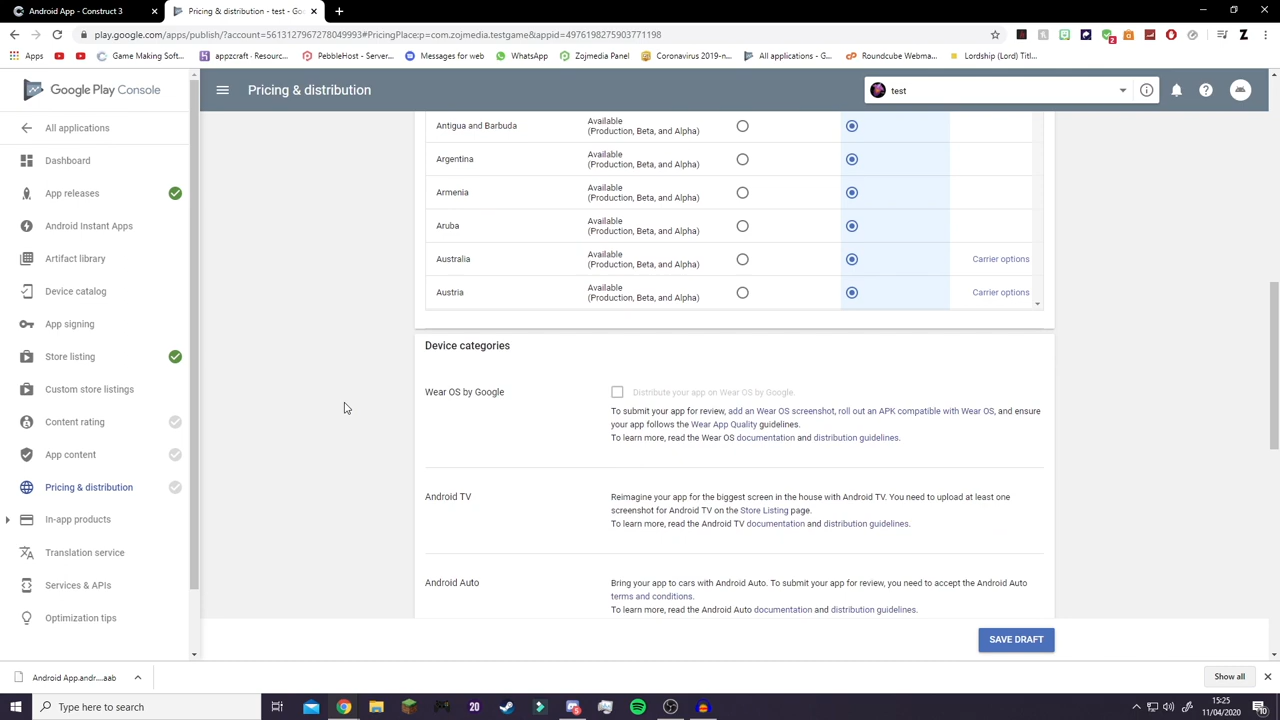 Android App - Construct 3
Pricing & distribution - test - Goo
play.google.com/apps/publish/?account=5613127967278049993#PricingPlace:p=com.zojmedia.testgame&appid=4976198275903771198
Apps
Game Making Soft...
appzcraft - Resourc...
PebbleHost - Server...
Messages for web
WhatsApp
Zojmedia Panel
Coronavirus 2019-n...
All applications - G...
Roundcube Webma...
Lordship (Lord) Titl...
Google Play Console
Pricing & distribution
test
All applications
Dashboard
App releases
Android Instant Apps
Artifact library
Device catalog
App signing
Store listing
Custom store listings
Content rating
App content
Pricing & distribution
In-app products
Translation service
Services & APIs
Optimization tips
Antigua and Barbuda
Available
(Production, Beta, and Alpha)
Argentina
Available
(Production, Beta, and Alpha)
Armenia
Available
(Production, Beta, and Alpha)
Aruba
Available
(Production, Beta, and Alpha)
Australia
Available
(Production, Beta, and Alpha)
Carrier options
Austria
Available
(Production, Beta, and Alpha)
Carrier options
Device categories
Wear OS by Google
Distribute your app on Wear OS by Google.
To submit your app for review, add an Wear OS screenshot, roll out an APK compatible with Wear OS, and ensure
your app follows the Wear App Quality guidelines.
To learn more, read the Wear OS documentation and distribution guidelines.
Android TV
Reimagine your app for the biggest screen in the house with Android TV. You need to upload at least one
screenshot for Android TV on the Store Listing page.
To learn more, read the Android TV documentation and distribution guidelines.
Android Auto
Bring your app to cars with Android Auto. To submit your app for review, you need to accept the Android Auto
terms and conditions.
To learn more, read the Android Auto documentation and distribution guidelines.
SAVE DRAFT
Android App.andr....aab
Show all
Type here to search
20
15:25
11/04/2020